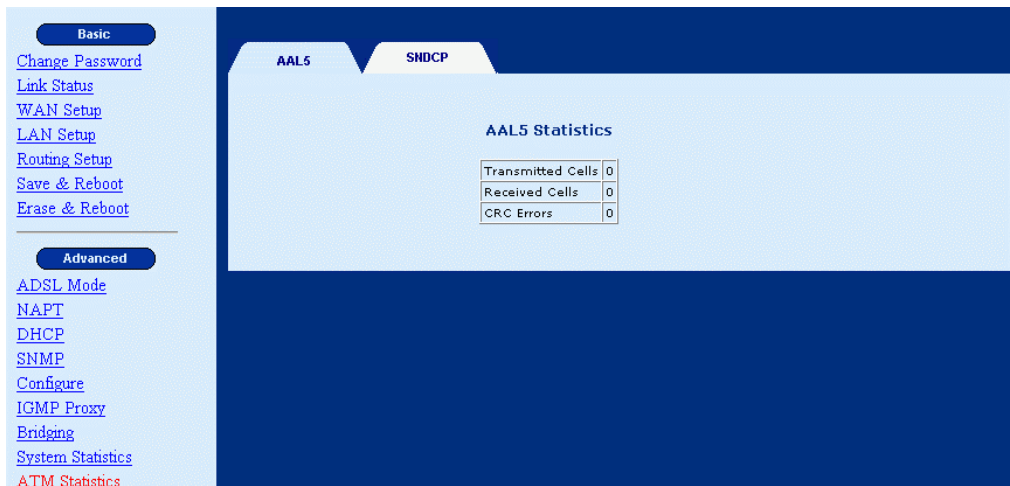 Basic
Change Password
Link Status
WAN Setup
LAN Setup
Routing Setup
Save & Reboot
Erase & Reboot
Advanced
ADSL Mode
NAPT
DHCP
SNMP
Configure
IGMP Proxy
Bridging
System Statistics
ATM Statistics
AAL5 SNDCP
AAL5 Statistics
Transmitted Cells 0
Received Cells 0
CRC Errors 0